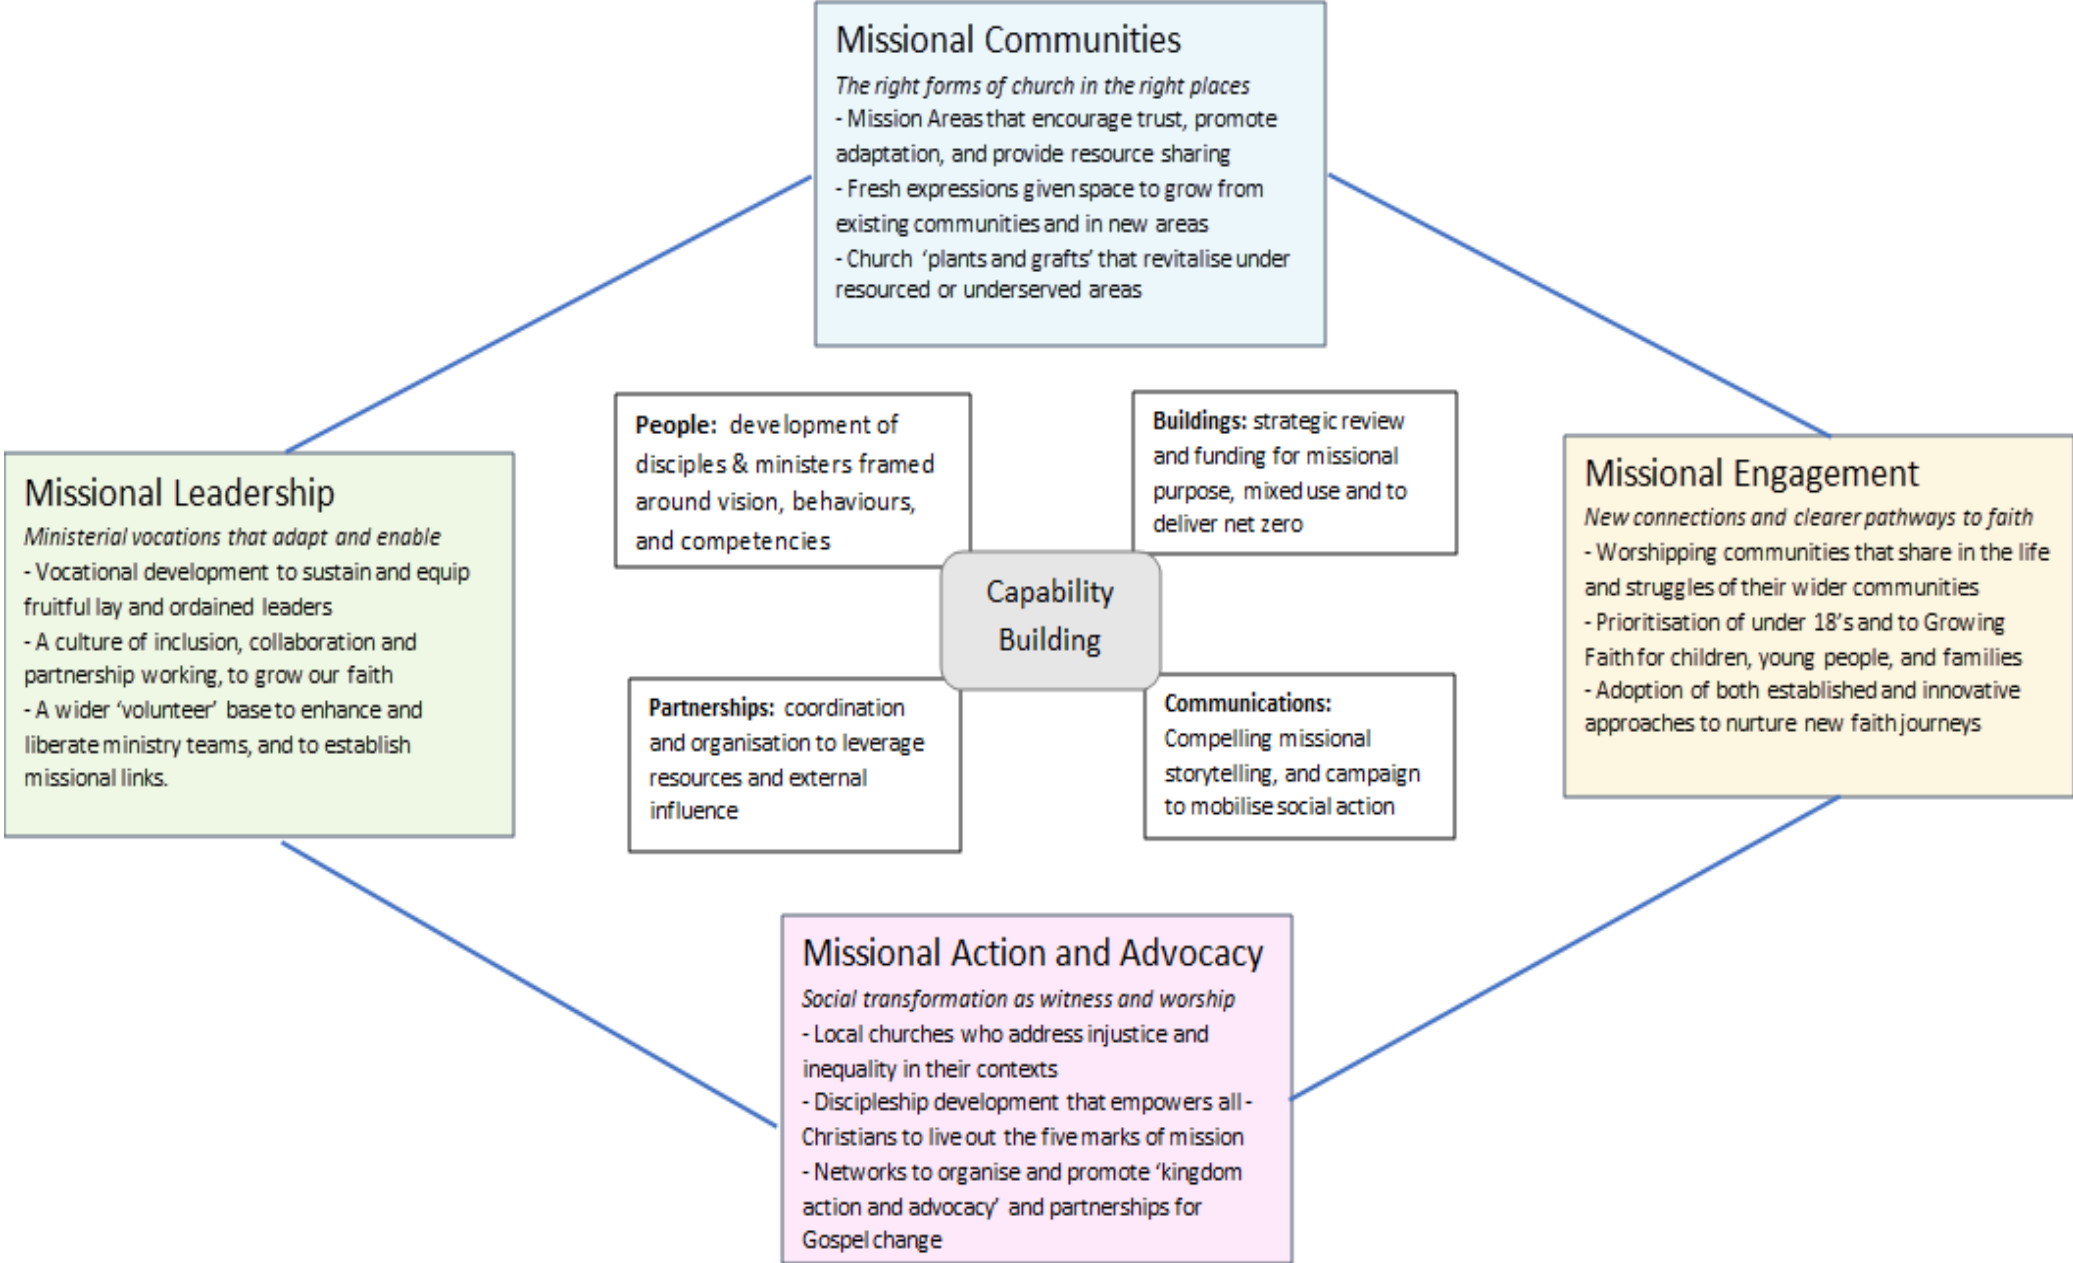 Missional Communities
The right forms of church in the right places
- Mission Areas that encourage trust, promote
adaptation, and provide resource sharing
- Fresh expressions given space to grow from
existing communities and in new areas
- Church ‘plants and grafts’ that revitalise under
resourced or underserved areas
People: development of
disciples & ministers framed
around vision, behaviours,
and competencies
Buildings: strategic review
and funding for missional
purpose, mixed use and to
deliver net zero
Missional Leadership
Ministerial vocations that adapt and enable
- Vocational development to sustain and equip
fruitful lay and ordained leaders
- A culture of inclusion, collaboration and
partnership working, to grow our faith
- A wider ‘volunteer’ base to enhance and
liberate ministry teams, and to establish
missional links.
Capability
Building
Missional Engagement
New connections and clearer pathways to faith
- Worshipping communities that share in the life
and struggles of their wider communities
- Prioritisation of under 18’s and to Growing
Faith for children, young people, and families
- Adoption of both established and innovative
approaches to nurture new faith journeys
Partnerships: coordination
and organisation to leverage
resources and external
influence
Communications:
Compelling missional
storytelling, and campaign
to mobilise social action
Missional Action and Advocacy
Social transformation as witness and worship
- Local churches who address injustice and
inequality in their contexts
- Discipleship development that empowers all -
Christians to live out the five marks of mission
- Networks to organise and promote ‘kingdom
action and advocacy’ and partnerships for
Gospel change